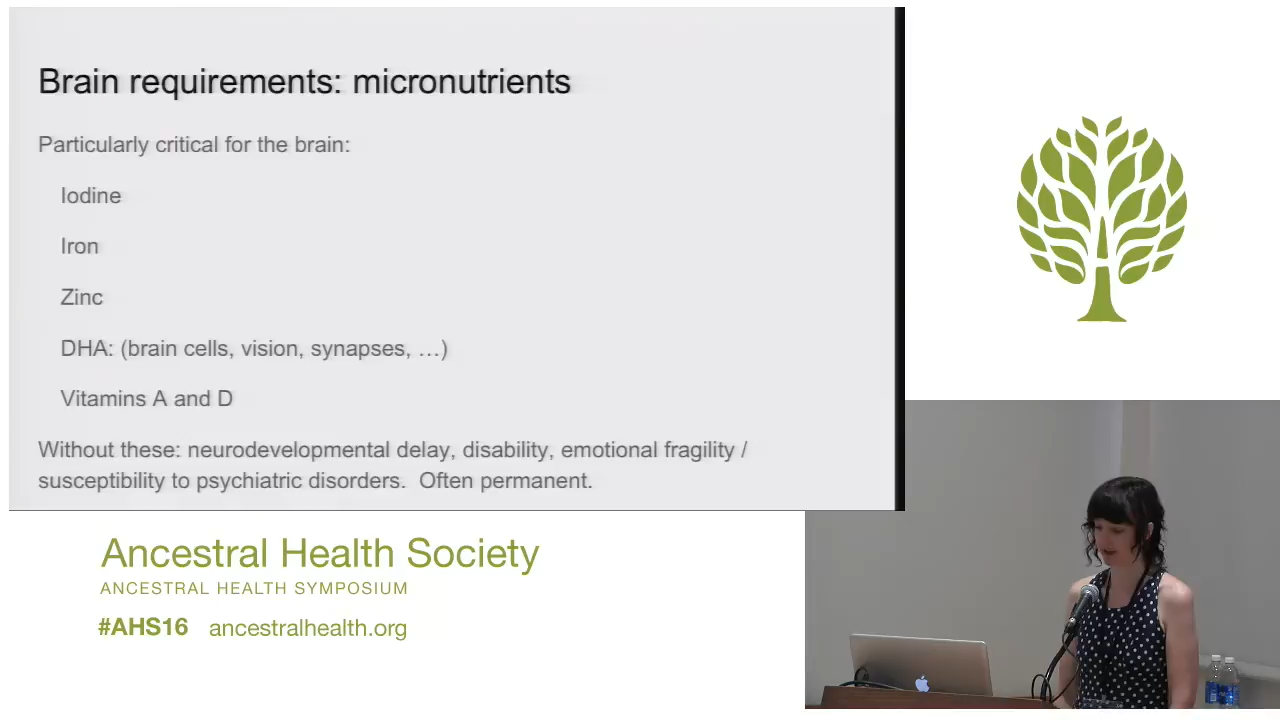 Brain requirements: micronutrients
Particularly critical for the brain:
Iodine
Iron
Zinc
DHA: (brain cells, vision, synapses, …)
Vitamins A and D
Without these: neurodevelopmental delay, disability, emotional fragility /
susceptibility to psychiatric disorders.  Often permanent.
Ancestral Health Society
ANCESTRAL HEALTH SYMPOSIUM
#AHS16 ancestralhealth.org